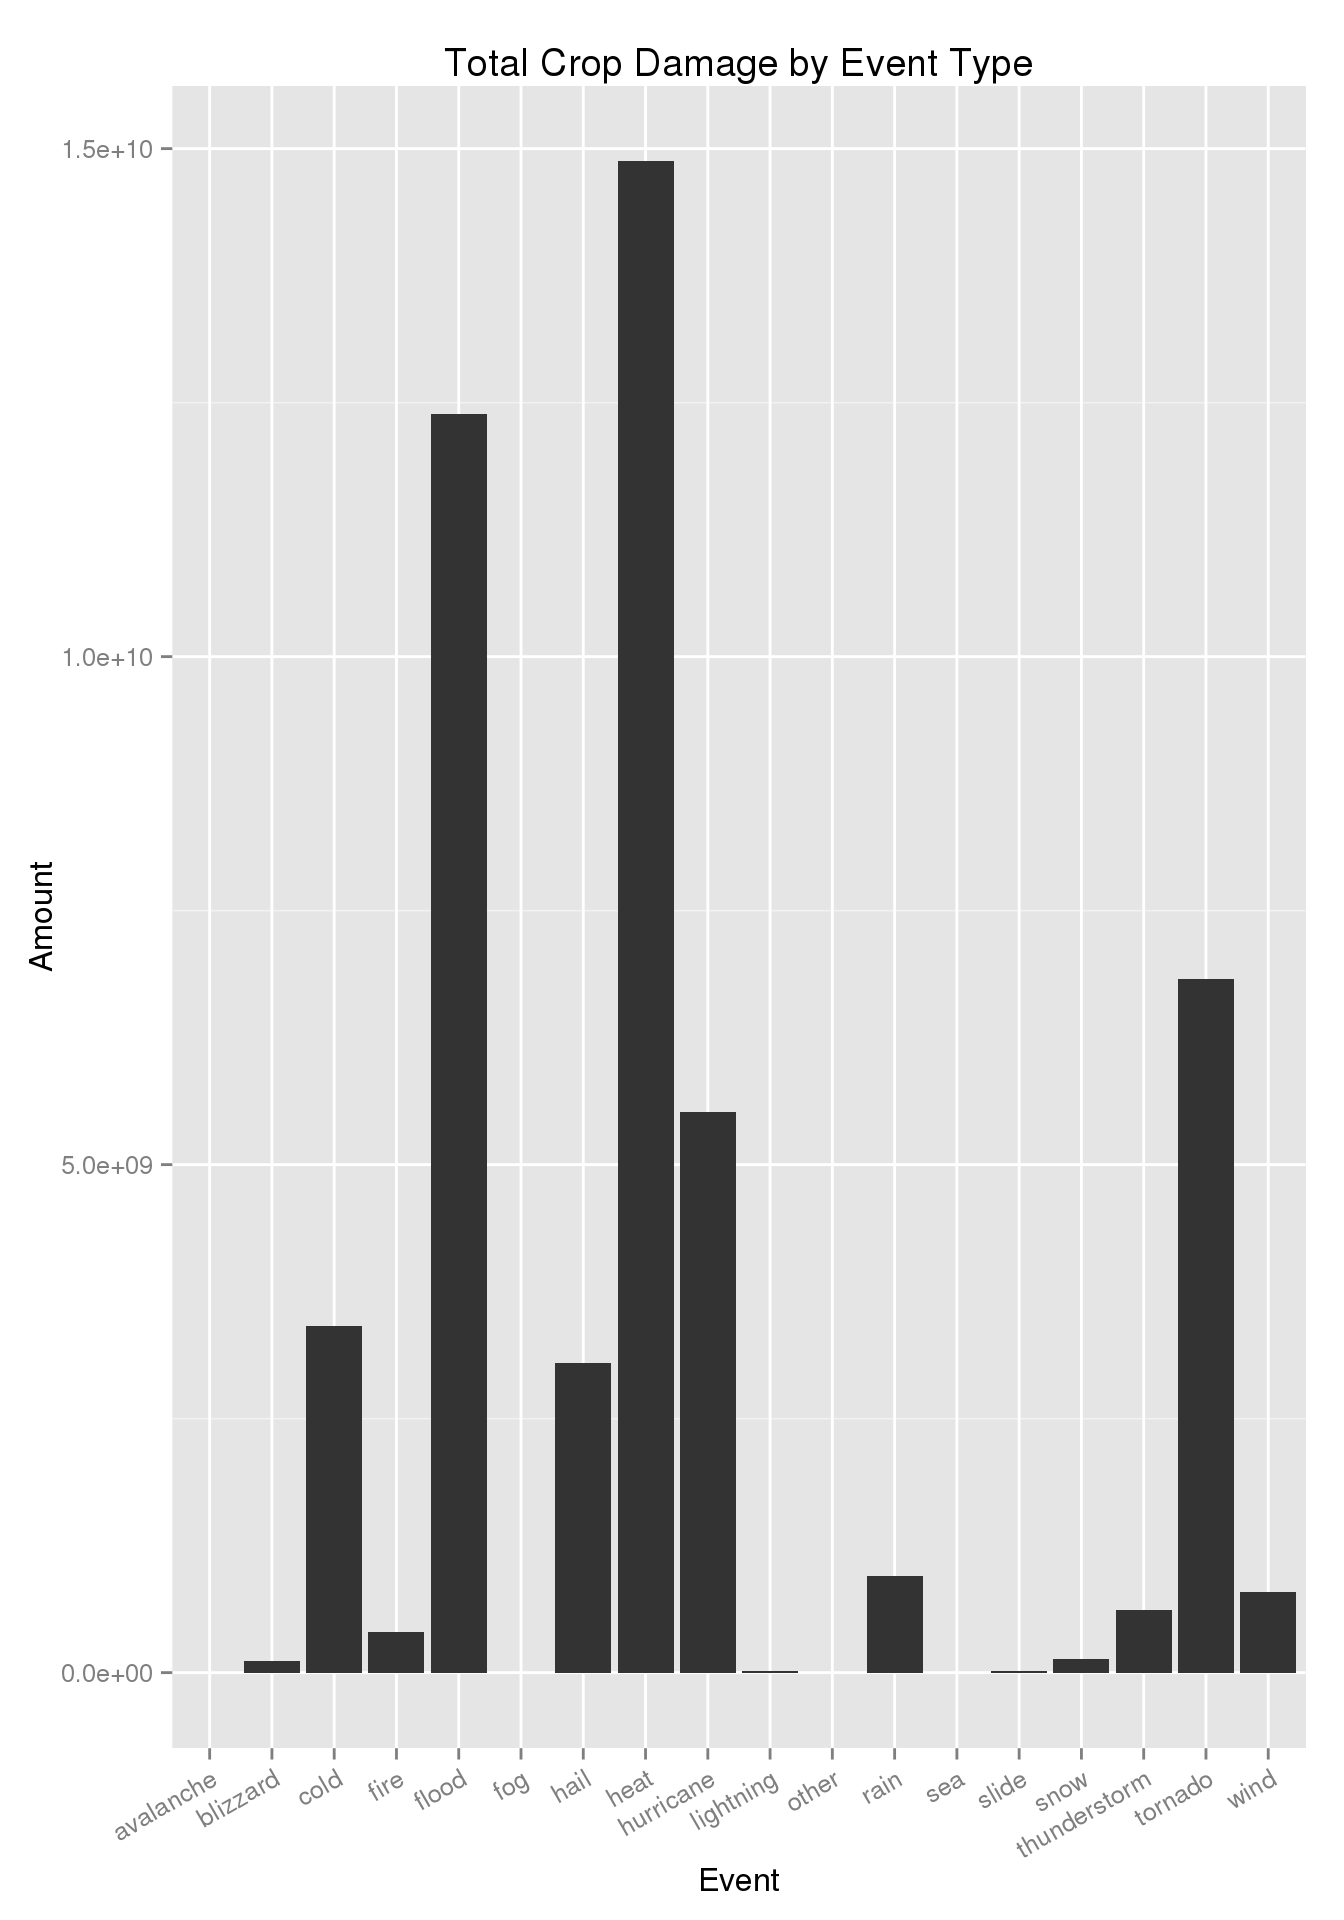 Total Crop Damage by Event Type
1.5e+10
1.0e+10
5.0e+09
0.0e+00
Amount
avalanche
blizzard
cold
fire
flood
fog
hail
heat
hurricane
lightning
other
rain
sea
slide
snow
thunderstorm
tornado
wind
Event